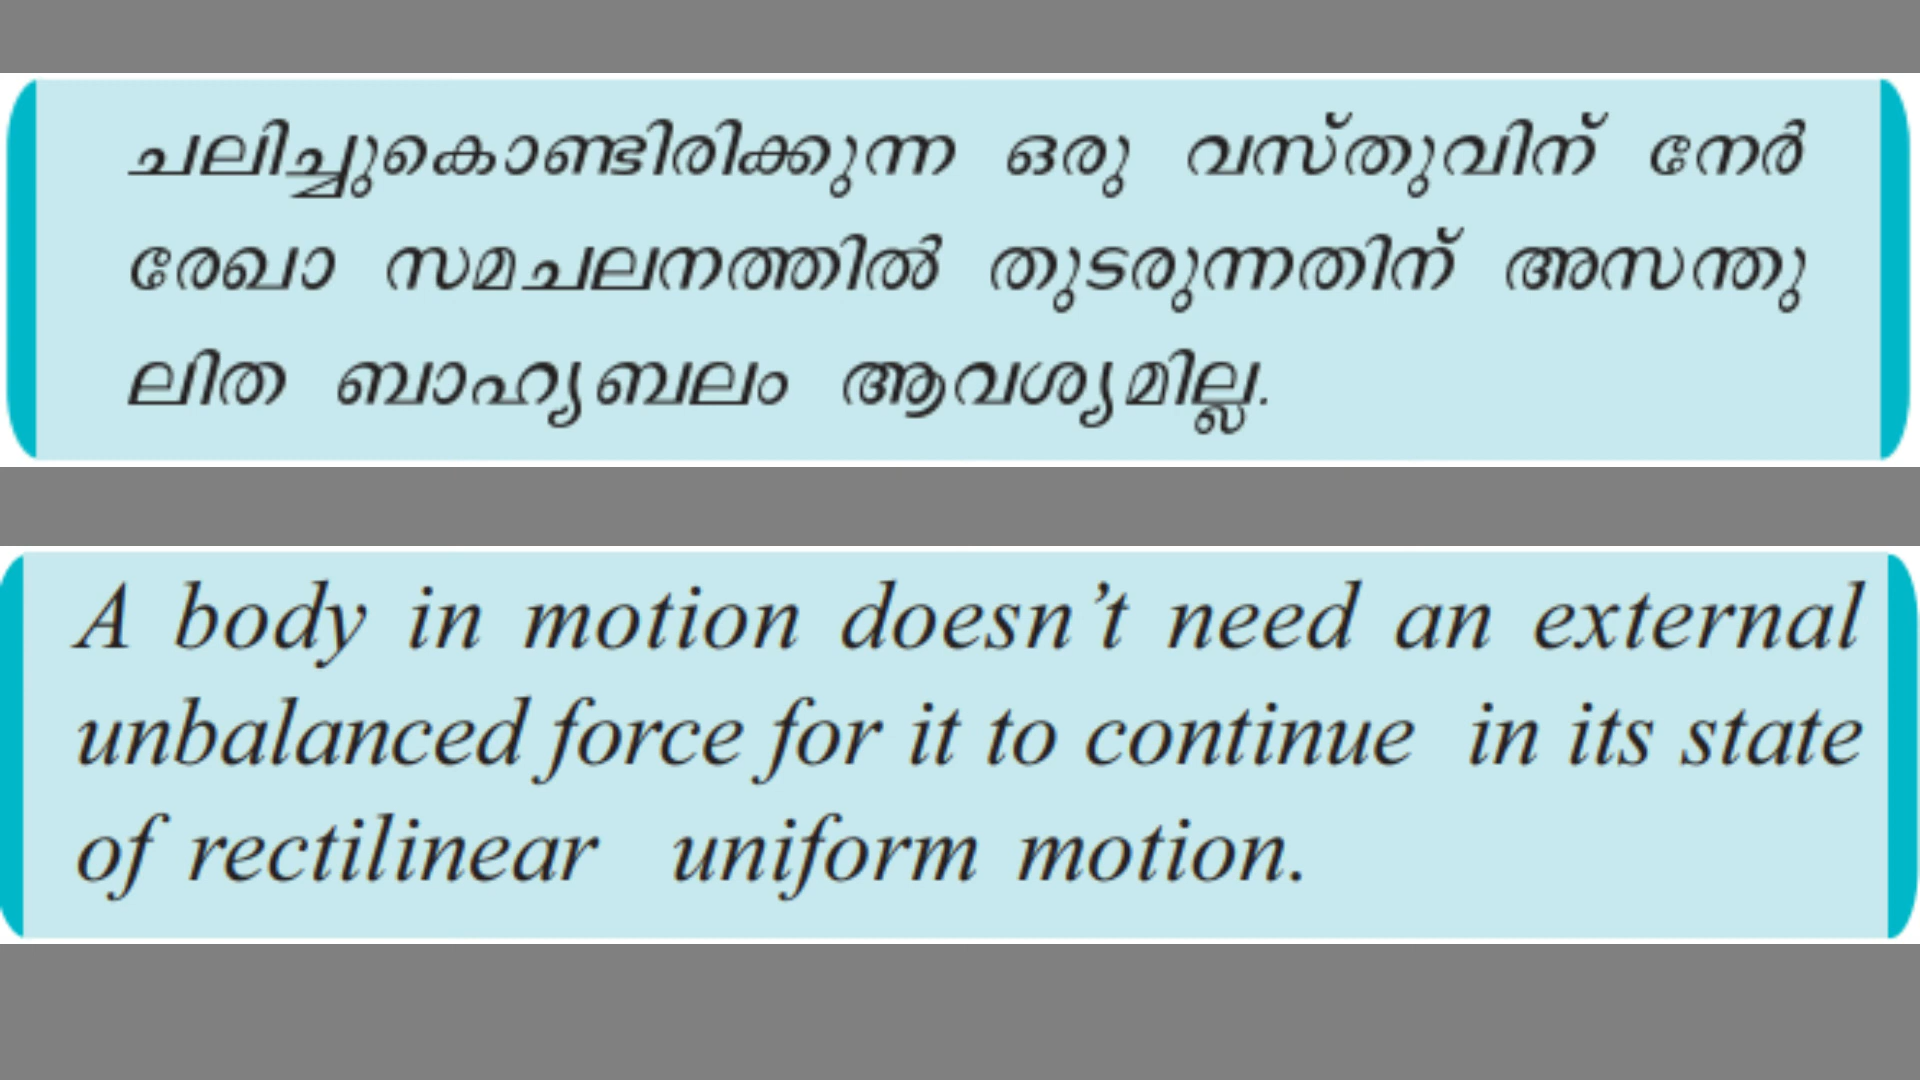 ചലിച്ചുകൊണ്ടിരിക്കുന്ന ഒരു വസ്തുവിന് നേർ
രേഖാ സമചലനത്തിൽ തുടരുന്നതിന് അസന്തു
ലിത ബാഹ്യബലം ആവശ്യമില്ല.
A body in motion doesn’t need an external
unbalanced force for it to continue in its state
of rectilinear uniform motion.